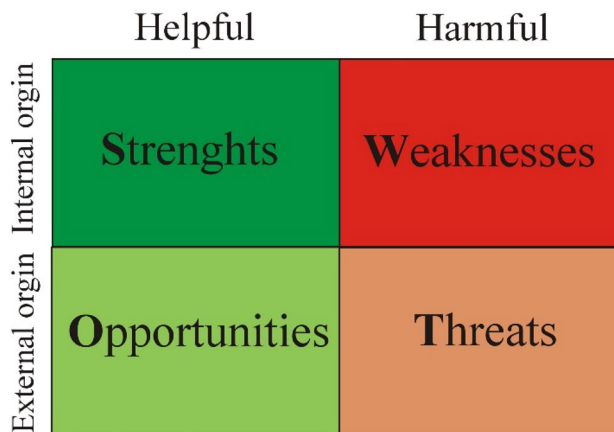 Helpful
Harmful
Internal orgin
Strenghts
Weaknesses
External orgin
Opportunities
Threats